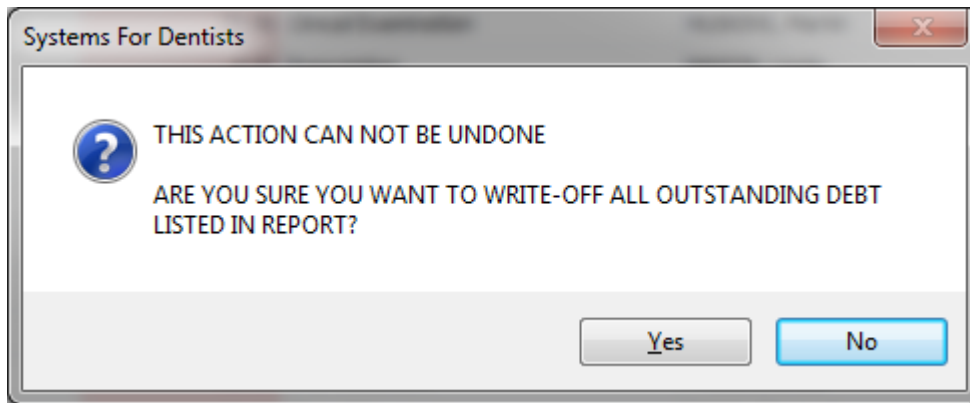 Systems For Dentists
THIS ACTION CAN NOT BE UNDONE
ARE YOU SURE YOU WANT TO WRITE-OFF ALL OUTSTANDING DEBT
LISTED IN REPORT?
Yes
No